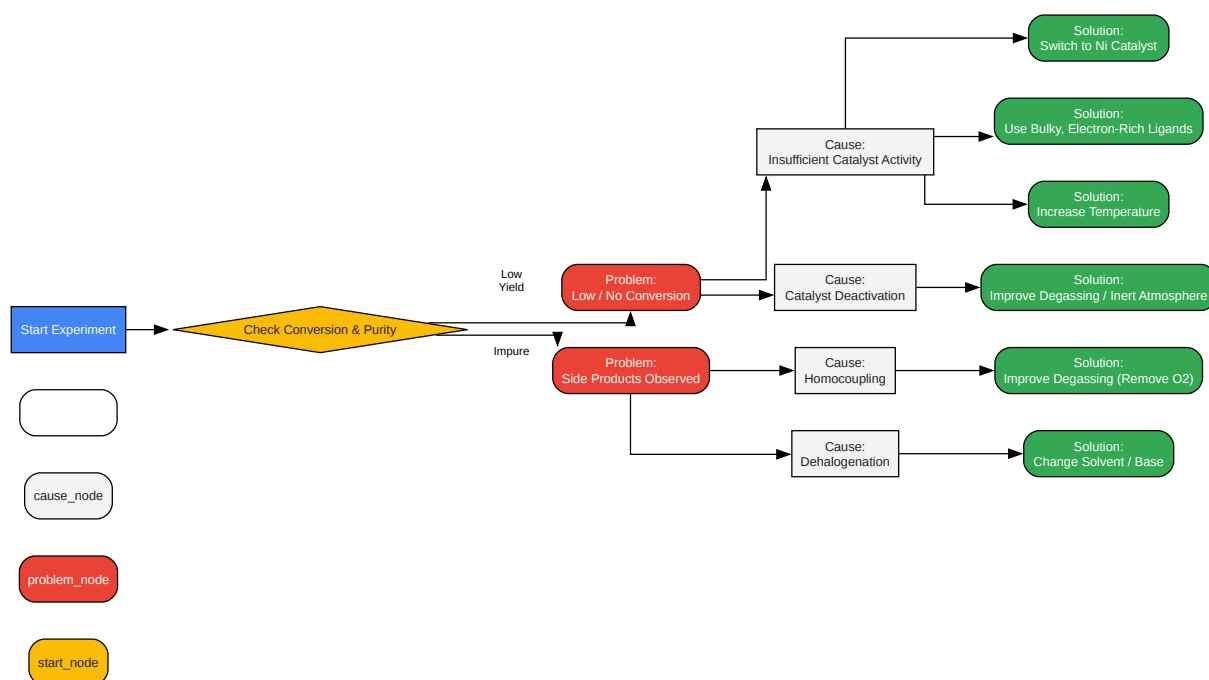 Solution:
Switch to Ni Catalyst
Solution:
Use Bulky, Electron-Rich Ligands
Cause:
Insufficient Catalyst Activity
Solution:
Increase Temperature
Low
Yield
Problem:
Low / No Conversion
Cause:
Catalyst Deactivation
Solution:
Improve Degassing / Inert Atmosphere
Start Experiment
Check Conversion & Purity
Impure
Problem:
Side Products Observed
Cause:
Homocoupling
Solution:
Improve Degassing (Remove O2)
Cause:
Dehalogenation
Solution:
Change Solvent / Base
cause_node
problem_node
start_node